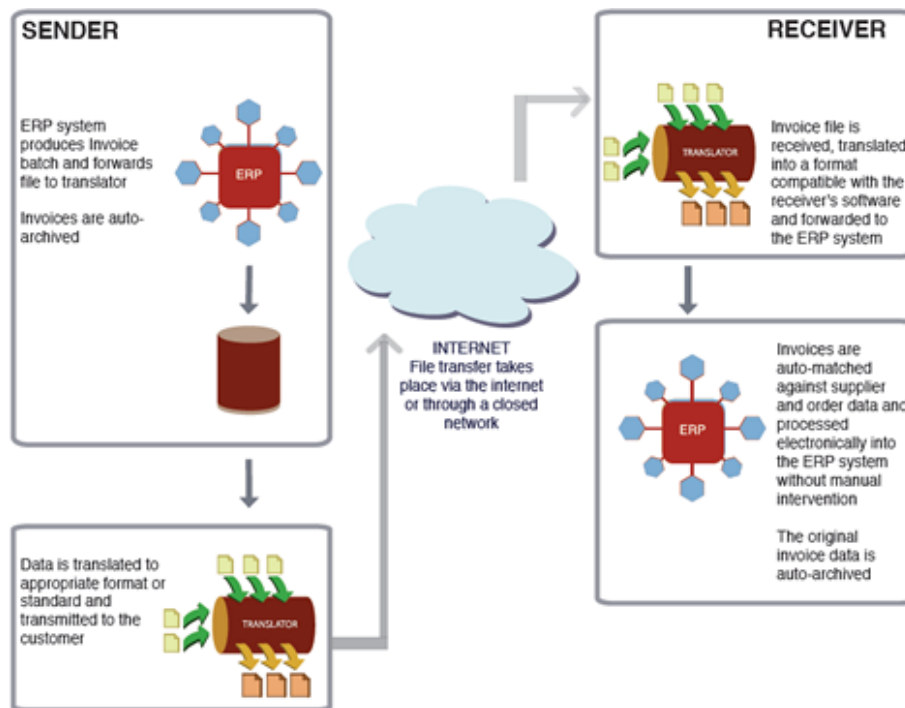 SENDER
ERP system
produces Invoice
batch and forwards
file to translator
Invoices are auto-
archived
ERP
Data is translated to
appropriate format or
standard and
transmitted to the
customer
TRANSLATOR
INTERNET
File transfer takes
place via the internet
or through a closed
network
RECEIVER
TRANSLATOR
Invoice file is
received, translated
into a format
compatible with the
receiver's software
and forwarded to
the ERP system
ERP
Invoices are
auto-matched
against supplier
and order data and
processed
electronically into
the ERP system
without manual
intervention
The original
invoice data is
auto-archived